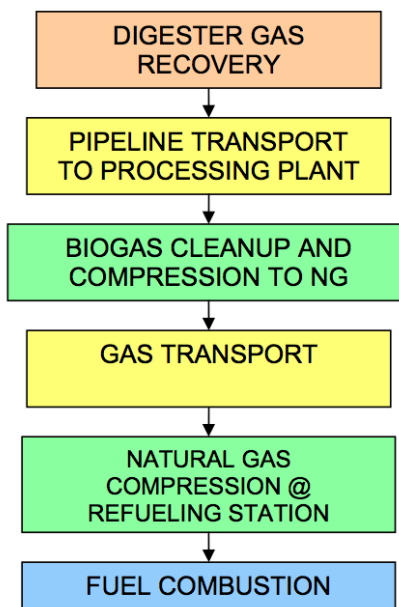 DIGESTER GAS
RECOVERY
PIPELINE TRANSPORT
TO PROCESSING PLANT
BIOGAS CLEANUP AND
COMPRESSION TO NG
GAS TRANSPORT
NATURAL GAS
COMPRESSION @
REFUELING STATION
FUEL COMBUSTION